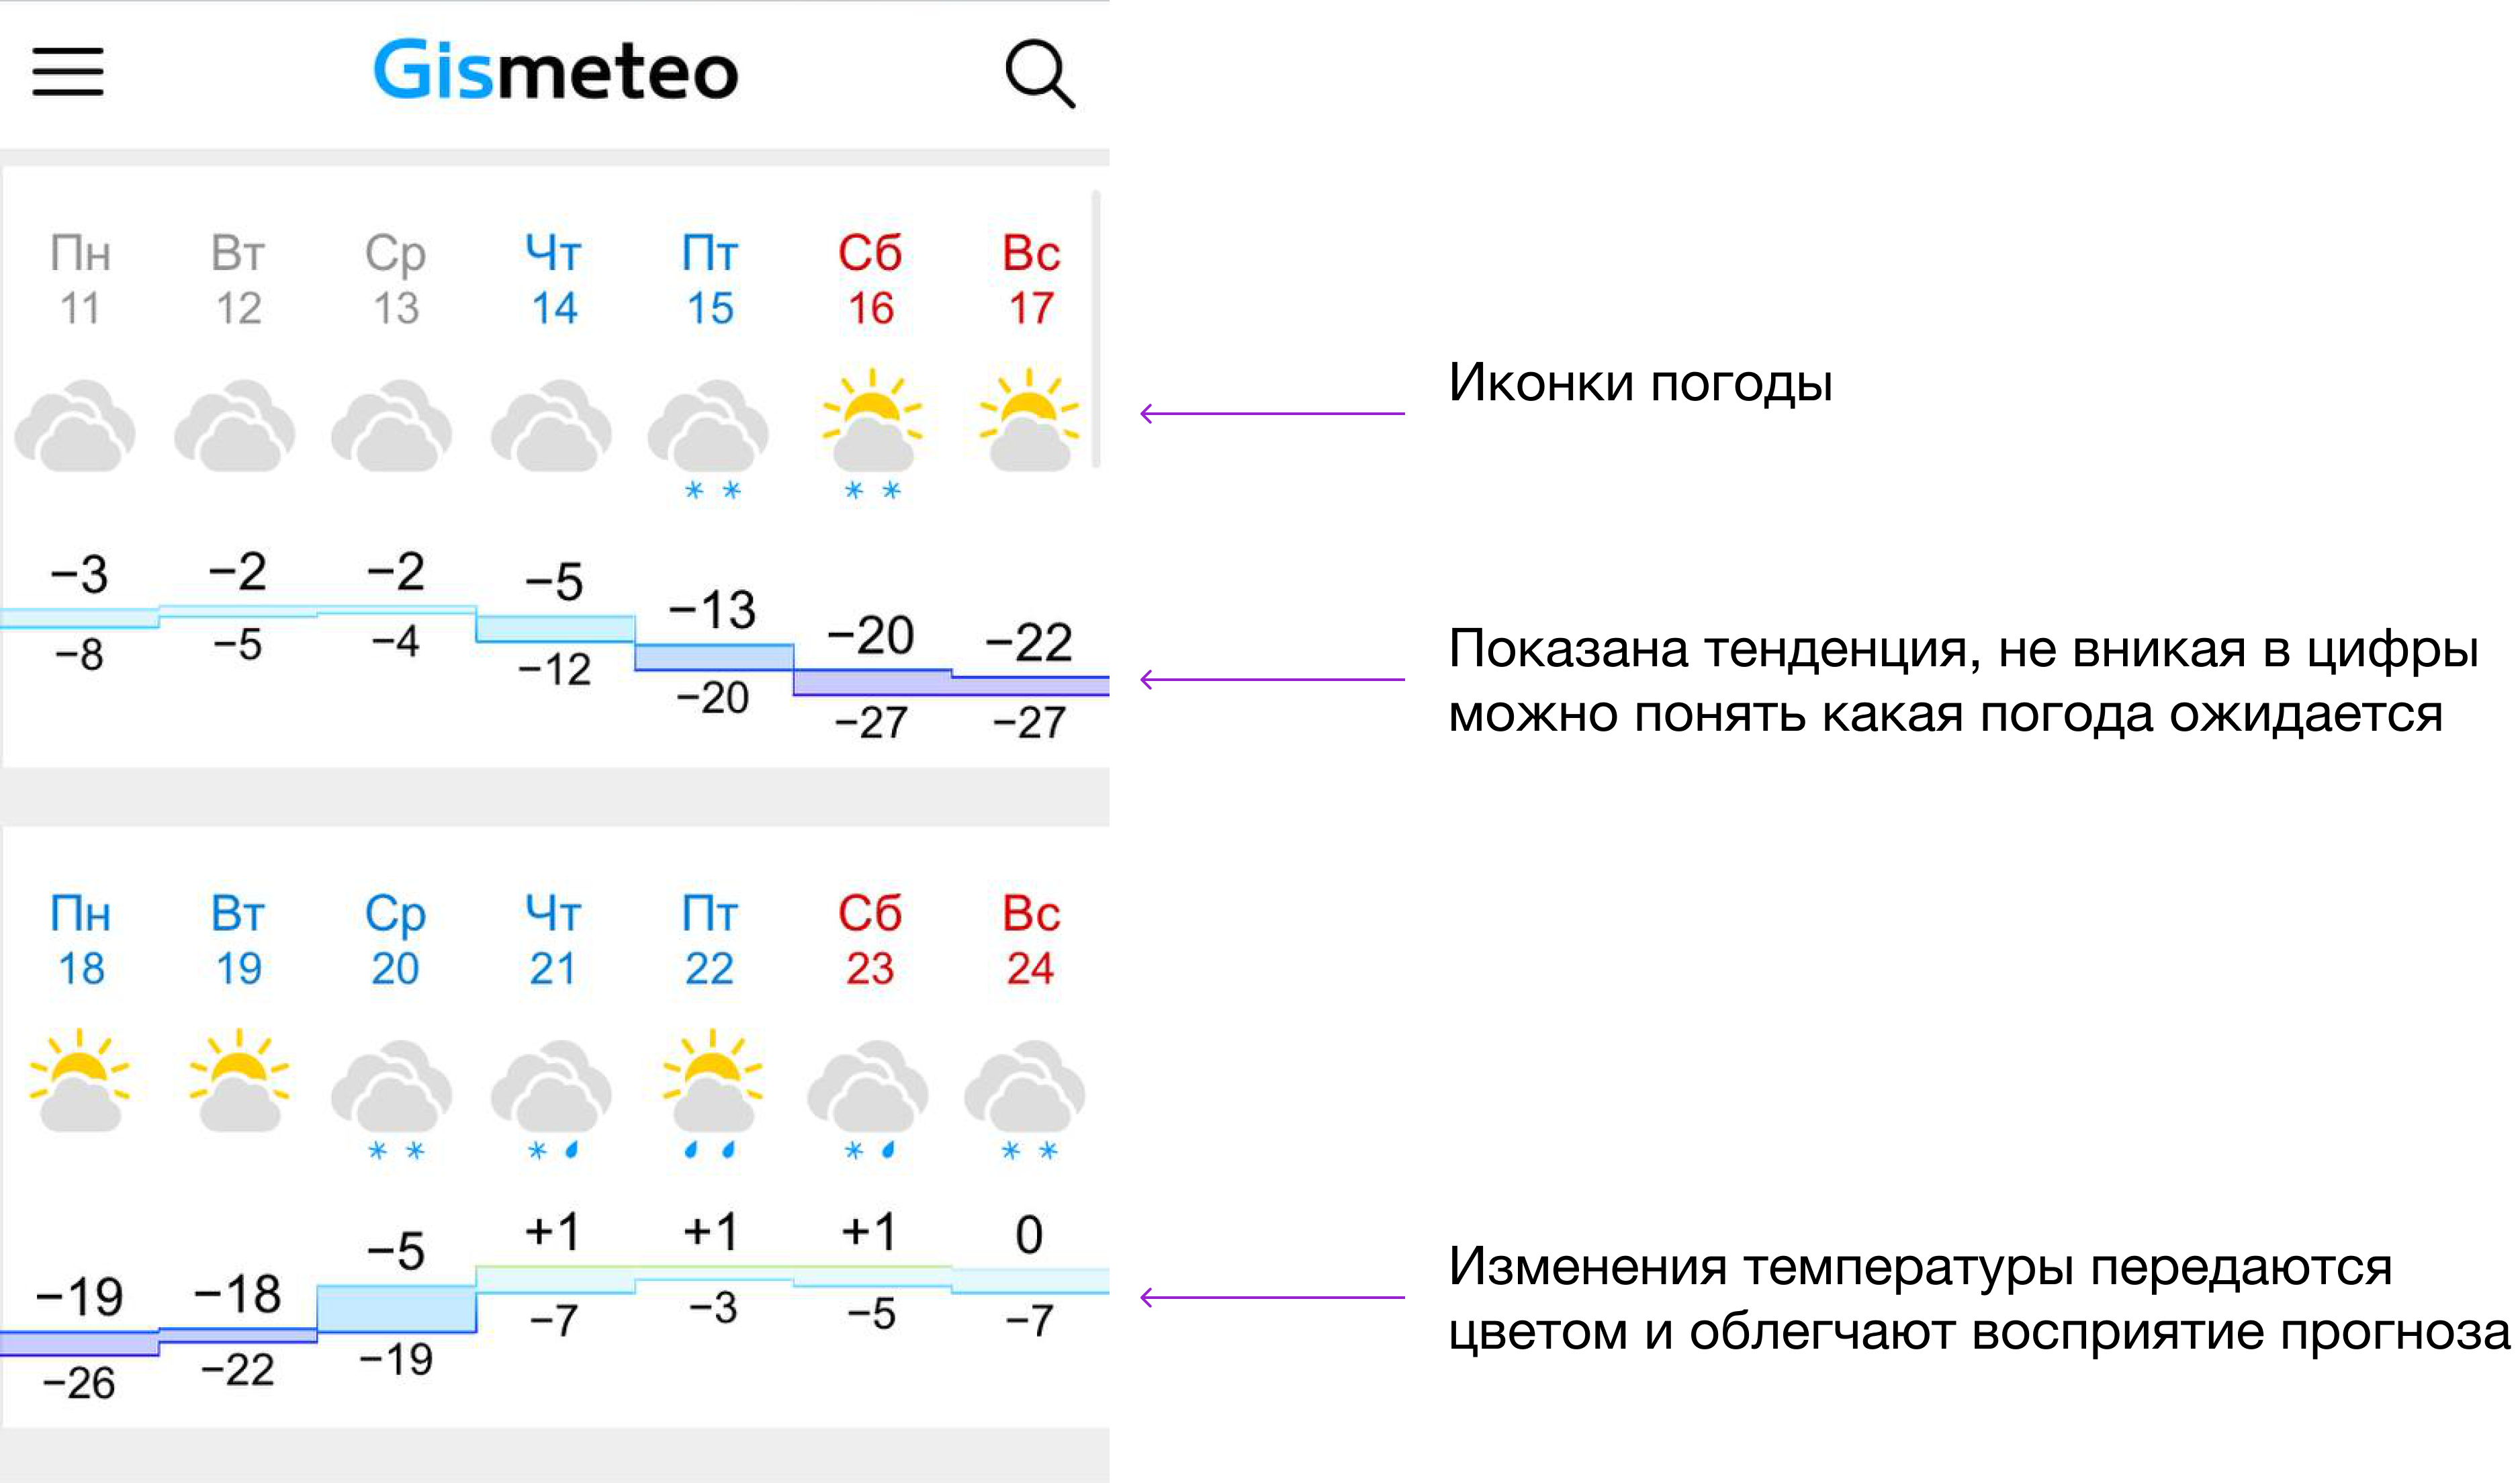 Gismeteo
Пн Вт Ср Чт Пт Сб Вс
11 12 13 14 15 16 17
Иконки погоды
−3 −2 −2 −5 −13 −20 −22
−8 −5 −4 −12 −20 −27 −27
Показана тенденция, не вникая в цифры
можно понять какая погода ожидается
Пн Вт Ср Чт Пт Сб Вс
18 19 20 21 22 23 24
−19 −18 −5 +1 +1 +1 0
−26 −22 −19 −7 −3 −5 −7
Изменения температуры передаются
цветом и облегчают восприятие прогноза